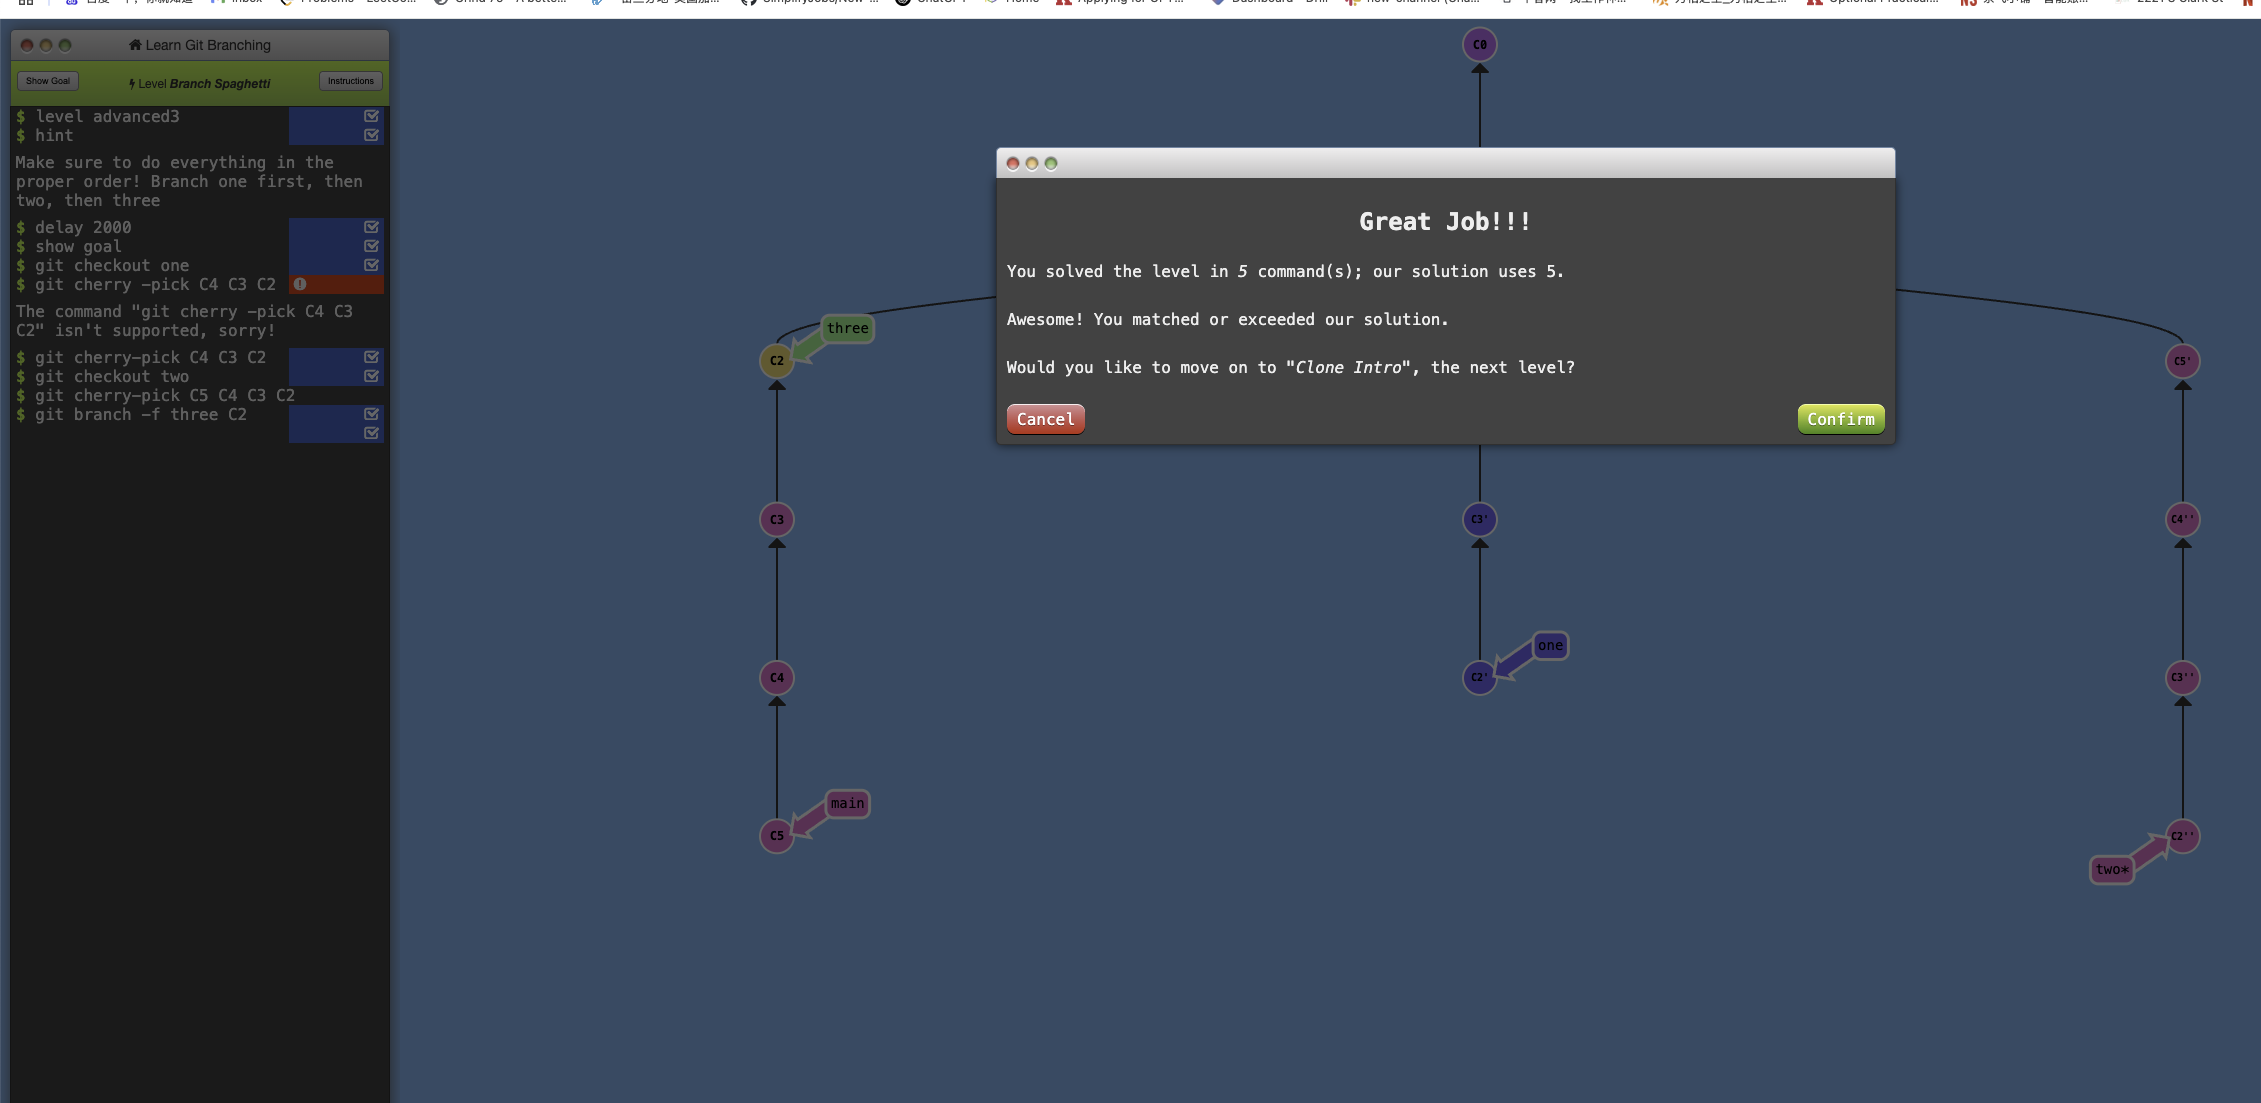 Learn Git Branching
Show Goal
Level Branch Spaghetti
Instructions
$ level advanced3
$ hint
Make sure to do everything in the
proper order! Branch one first, then
two, then three
$ delay 2000
$ show goal
$ git checkout one
$ git cherry -pick C4 C3 C2
The command "git cherry -pick C4 C3
C2" isn't supported, sorry!
$ git cherry-pick C4 C3 C2
$ git checkout two
$ git cherry-pick C5 C4 C3 C2
$ git branch -f three C2
C0
Great Job!!!
You solved the level in 5 command(s); our solution uses 5.
Awesome! You matched or exceeded our solution.
Would you like to move on to "Clone Intro", the next level?
Cancel
Confirm
three
C2
C5'
C3
C3'
C4''
one
C4
C2'
C3''
main
C5
C2''
two*